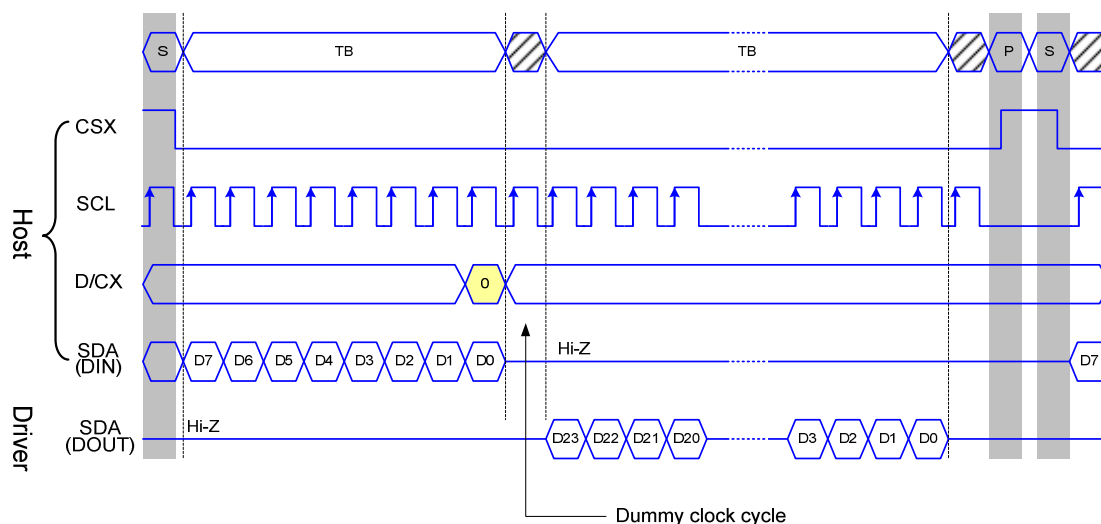 S TB TB P S
CSX
SCL
D/CX 0
SDA
(DIN) D7 D6 D5 D4 D3 D2 D1 D0 Hi-Z D7
SDA
(DOUT) Hi-Z D23 D22 D21 D20 D3 D2 D1 D0
Host
Driver
Dummy clock cycle